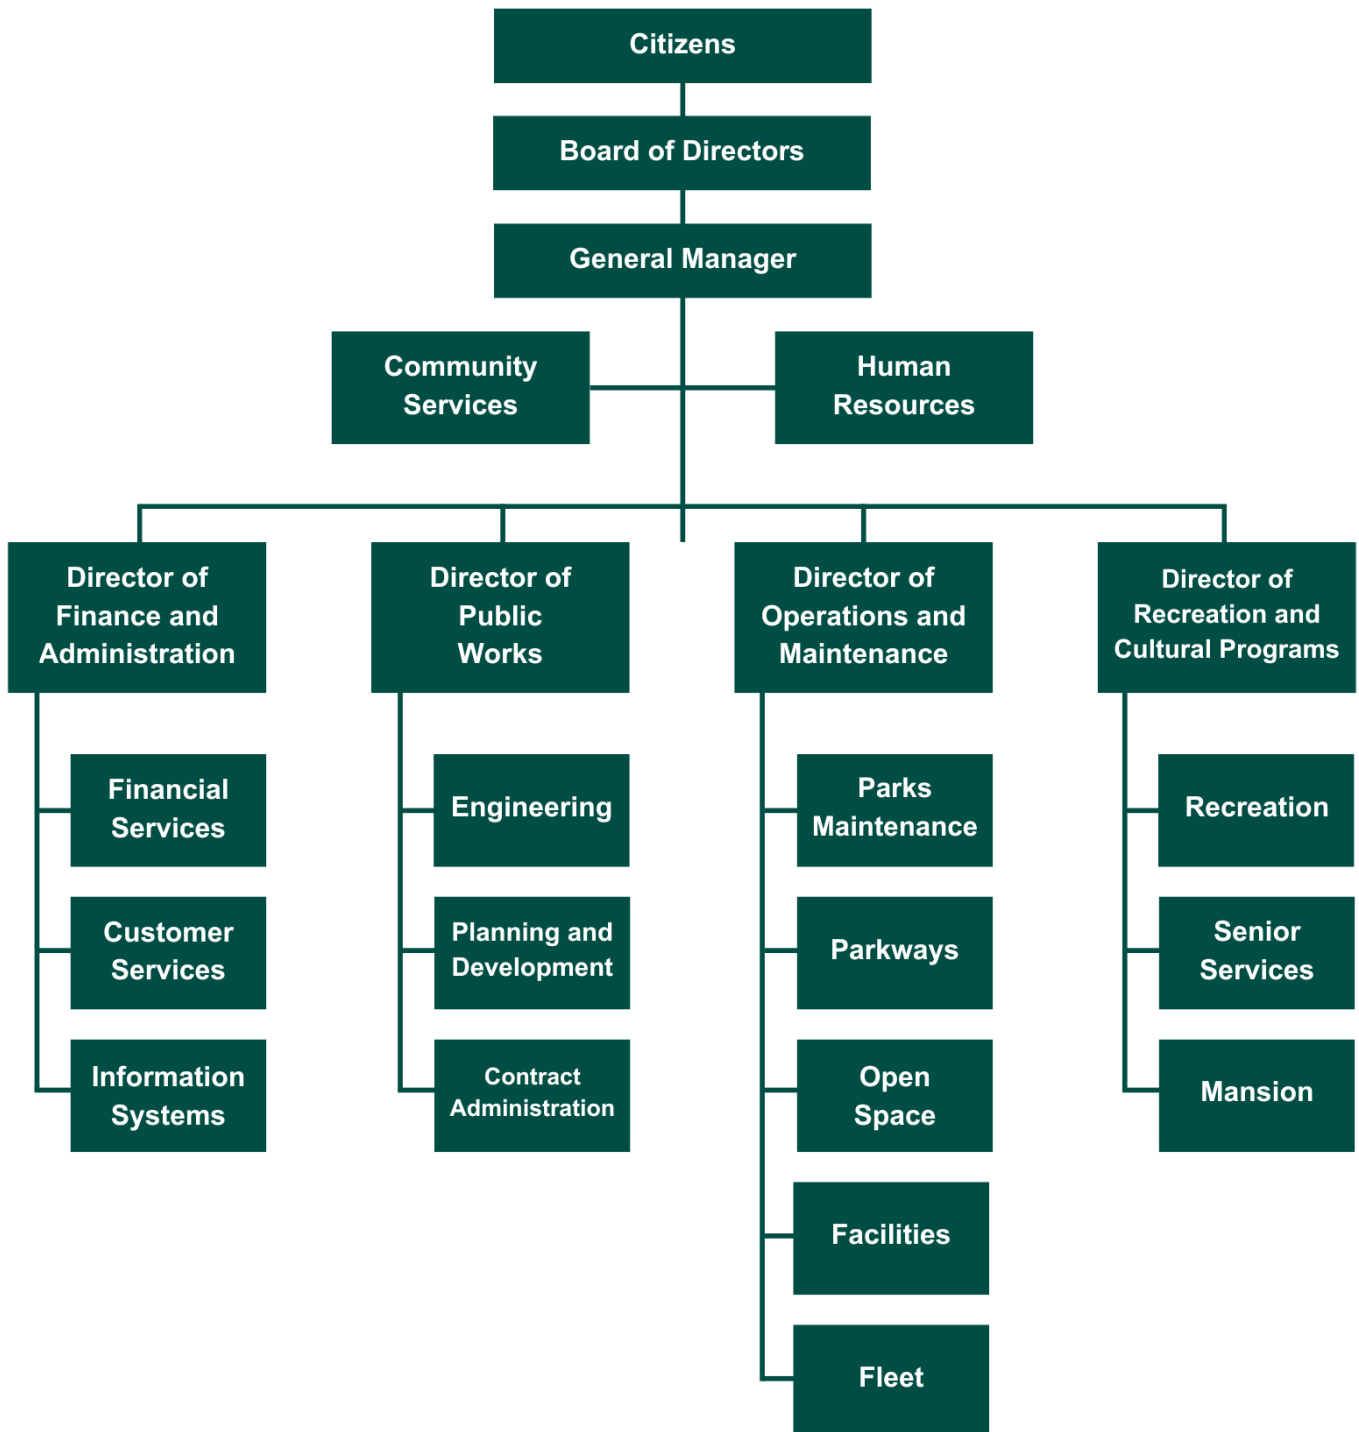 Citizens
Board of Directors
General Manager
Community
Services
Human
Resources
Director of
Finance and
Administration
Director of
Public
Works
Director of
Operations and
Maintenance
Director of
Recreation and
Cultural Programs
Financial
Services
Customer
Services
Information
Systems
Engineering
Planning and
Development
Contract
Administration
Parks
Maintenance
Parkways
Open
Space
Facilities
Fleet
Recreation
Senior
Services
Mansion